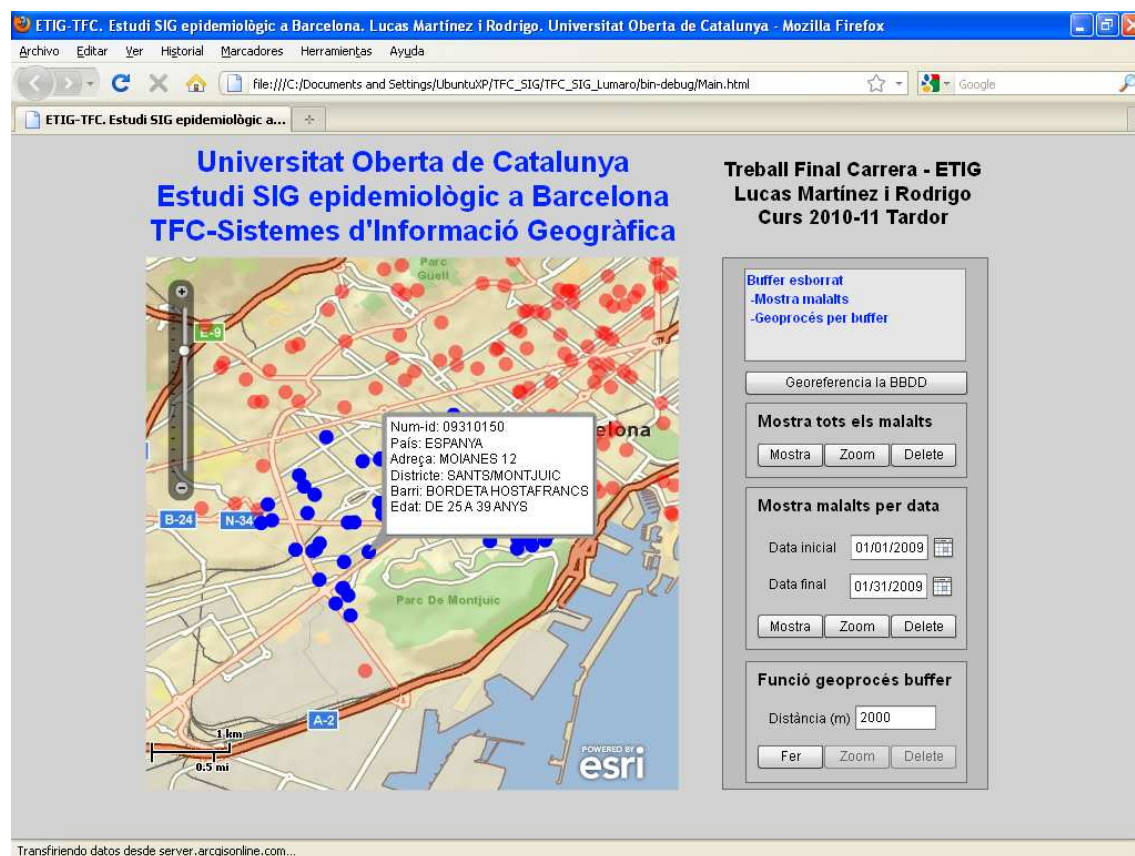 ETIG-TFC. Estudi SIG epidemiològic a Barcelona. Lucas Martínez i Rodrigo. Universitat Oberta de Catalunya - Mozilla Firefox
Archivo Editar Ver Historial Marcadores Herramientas Ayuda
file:///C:/Documents and Settings/UbuntuXP/TFC_SIG/TFC_SIG_Lumaro/bin-debug/Main.html
Google
ETIG-TFC. Estudi SIG epidemiològic a...
Universitat Oberta de Catalunya
Estudi SIG epidemiològic a Barcelona
TFC-Sistemes d'Informació Geogràfica
Treball Final Carrera - ETIG
Lucas Martínez i Rodrigo
Curs 2010-11 Tardor
Parc
Guell
E-9
elona
Num-id: 09310150
País: ESPANYA
Adreça: MOIANES 12
Districte: SANTS/MONTJUIC
Barri: BORDETA HOSTAFRANCS
Edat: DE 25 A 39 ANYS
B-24
N-34
Parc De Montjuic
A-2
1 km
0.5 mi
POWERED BY
esri
Buffer esborrat
-Mostra malalts
-Geoprocés per buffer
Georeferencia la BBDD
Mostra tots els malalts
Mostra Zoom Delete
Mostra malalts per data
Data inicial 01/01/2009
Data final 01/31/2009
Mostra Zoom Delete
Funció geoprocés buffer
Distància (m) 2000
Fer Zoom Delete
Transfiriendo datos desde server.arcgisonline.com...